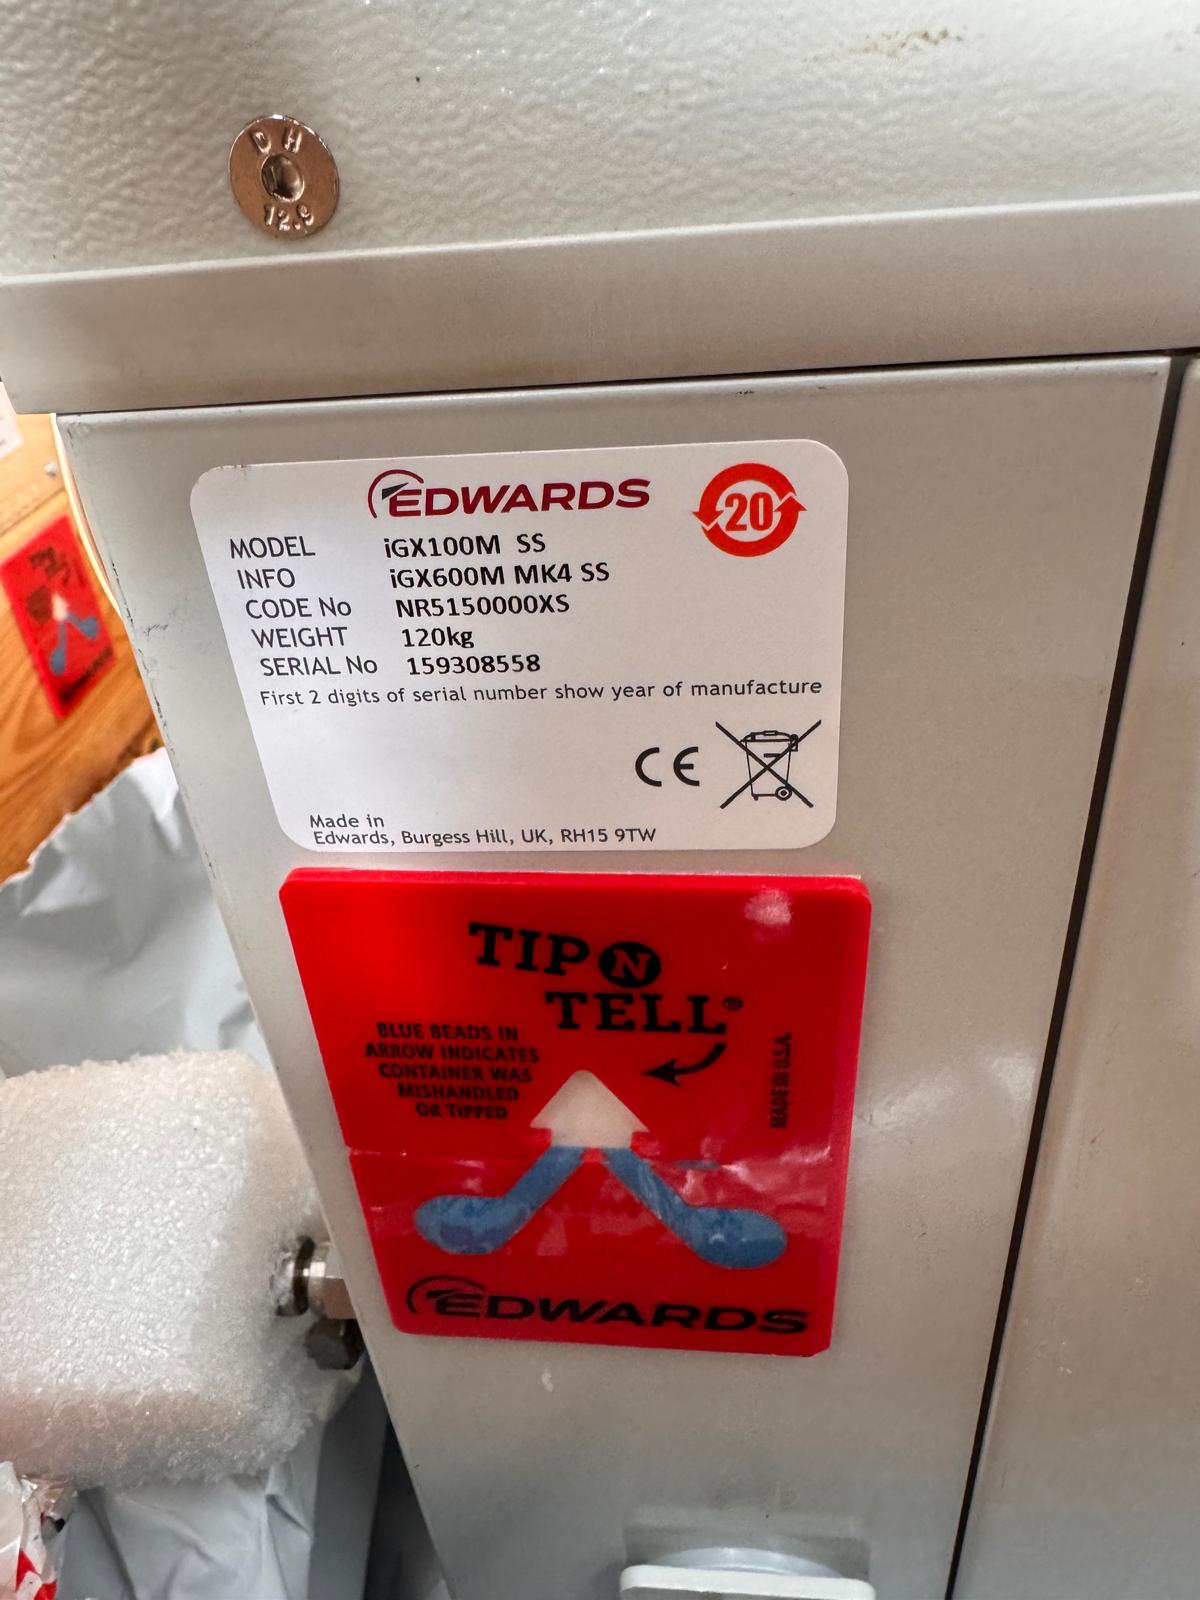 DH
12.9
EDWARDS
20
MODEL iGX100M SS
INFO iGX600M MK4 SS
CODE No NR5150000XS
WEIGHT 120kg
SERIAL No 159308558
First 2 digits of serial number show year of manufacture
CE
Made in
Edwards, Burgess Hill, UK, RH15 9TW
TIP N
TELL®
BLUE BEADS IN
ARROW INDICATES
CONTAINER WAS
MISHANDLED
OR TIPPED
MADE IN U.S.A.
EDWARDS
TIP
EDWARDS